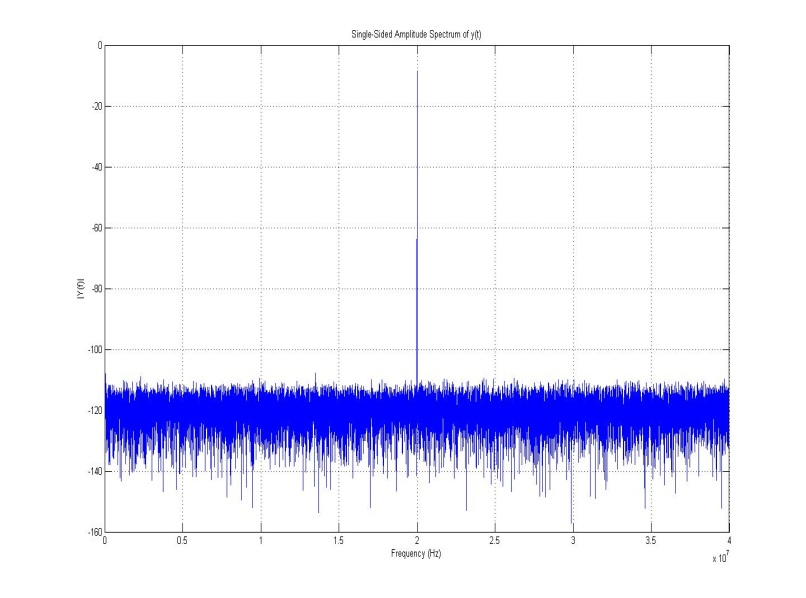 Single-Sided Amplitude Spectrum of y(t)
0
-20
-40
-60
-80
-100
-120
-140
-160
|Y(f)|
0 0.5 1 1.5 2 2.5 3 3.5 4
Frequency (Hz)
x 10^7